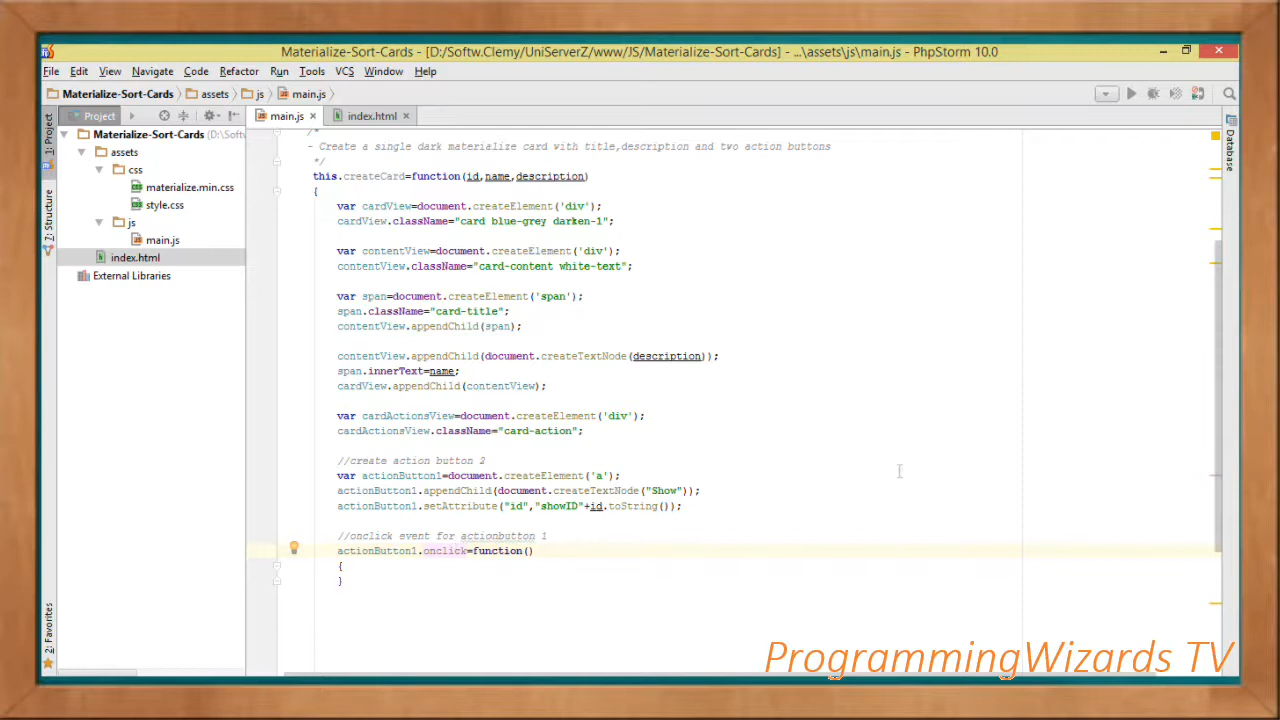 Materialize-Sort-Cards - [D:/Softw.Clemy/UniServerZ/www/JS/Materialize-Sort-Cards] - ...\assets\js\main.js - PhpStorm 10.0
File Edit View Navigate Code Refactor Run Tools VCS Window Help
Materialize-Sort-Cards assets js main.js
Project main.js index.html
1: Project
Materialize-Sort-Cards (D:\Softw
assets
css
materialize.min.css
style.css
js
main.js
index.html
External Libraries
7: Structure
2: Favorites
Database
/*
- Create a single dark materialize card with title,description and two action buttons
*/
this.createCard=function(id,name,description)
{
var cardView=document.createElement('div');
cardView.className="card blue-grey darken-1";
var contentView=document.createElement('div');
contentView.className="card-content white-text";
var span=document.createElement('span');
span.className="card-title";
contentView.appendChild(span);
contentView.appendChild(document.createTextNode(description));
span.innerText=name;
cardView.appendChild(contentView);
var cardActionsView=document.createElement('div');
cardActionsView.className="card-action";
//create action button 2
var actionButton1=document.createElement('a');
actionButton1.appendChild(document.createTextNode("Show"));
actionButton1.setAttribute("id","showID"+id.toString());
//onclick event for actionbutton 1
actionButton1.onclick=function()
{
}
ProgrammingWizards TV